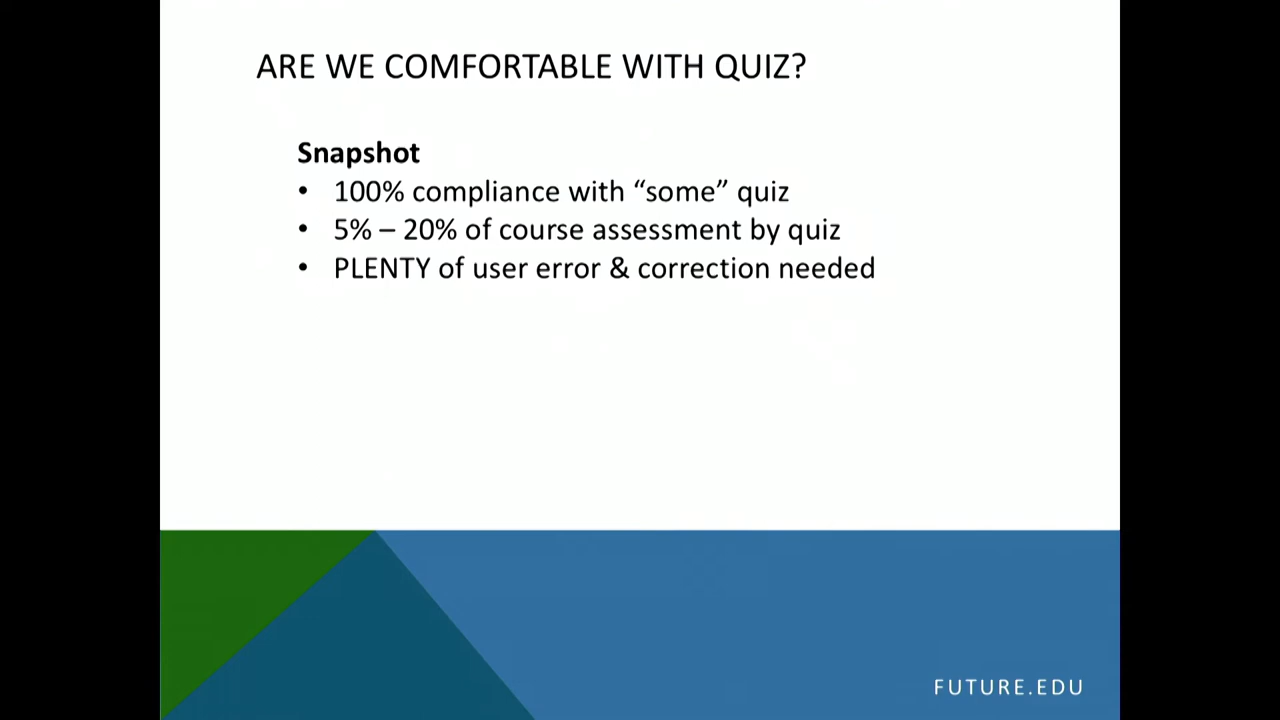 ARE WE COMFORTABLE WITH QUIZ?
Snapshot
• 100% compliance with “some” quiz
• 5% – 20% of course assessment by quiz
• PLENTY of user error & correction needed
FUTURE.EDU